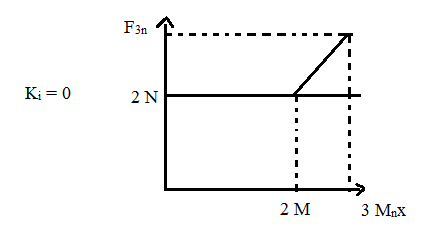 F₃ₙ
Kᵢ = 0
2 N
2 M
3 Mₙx